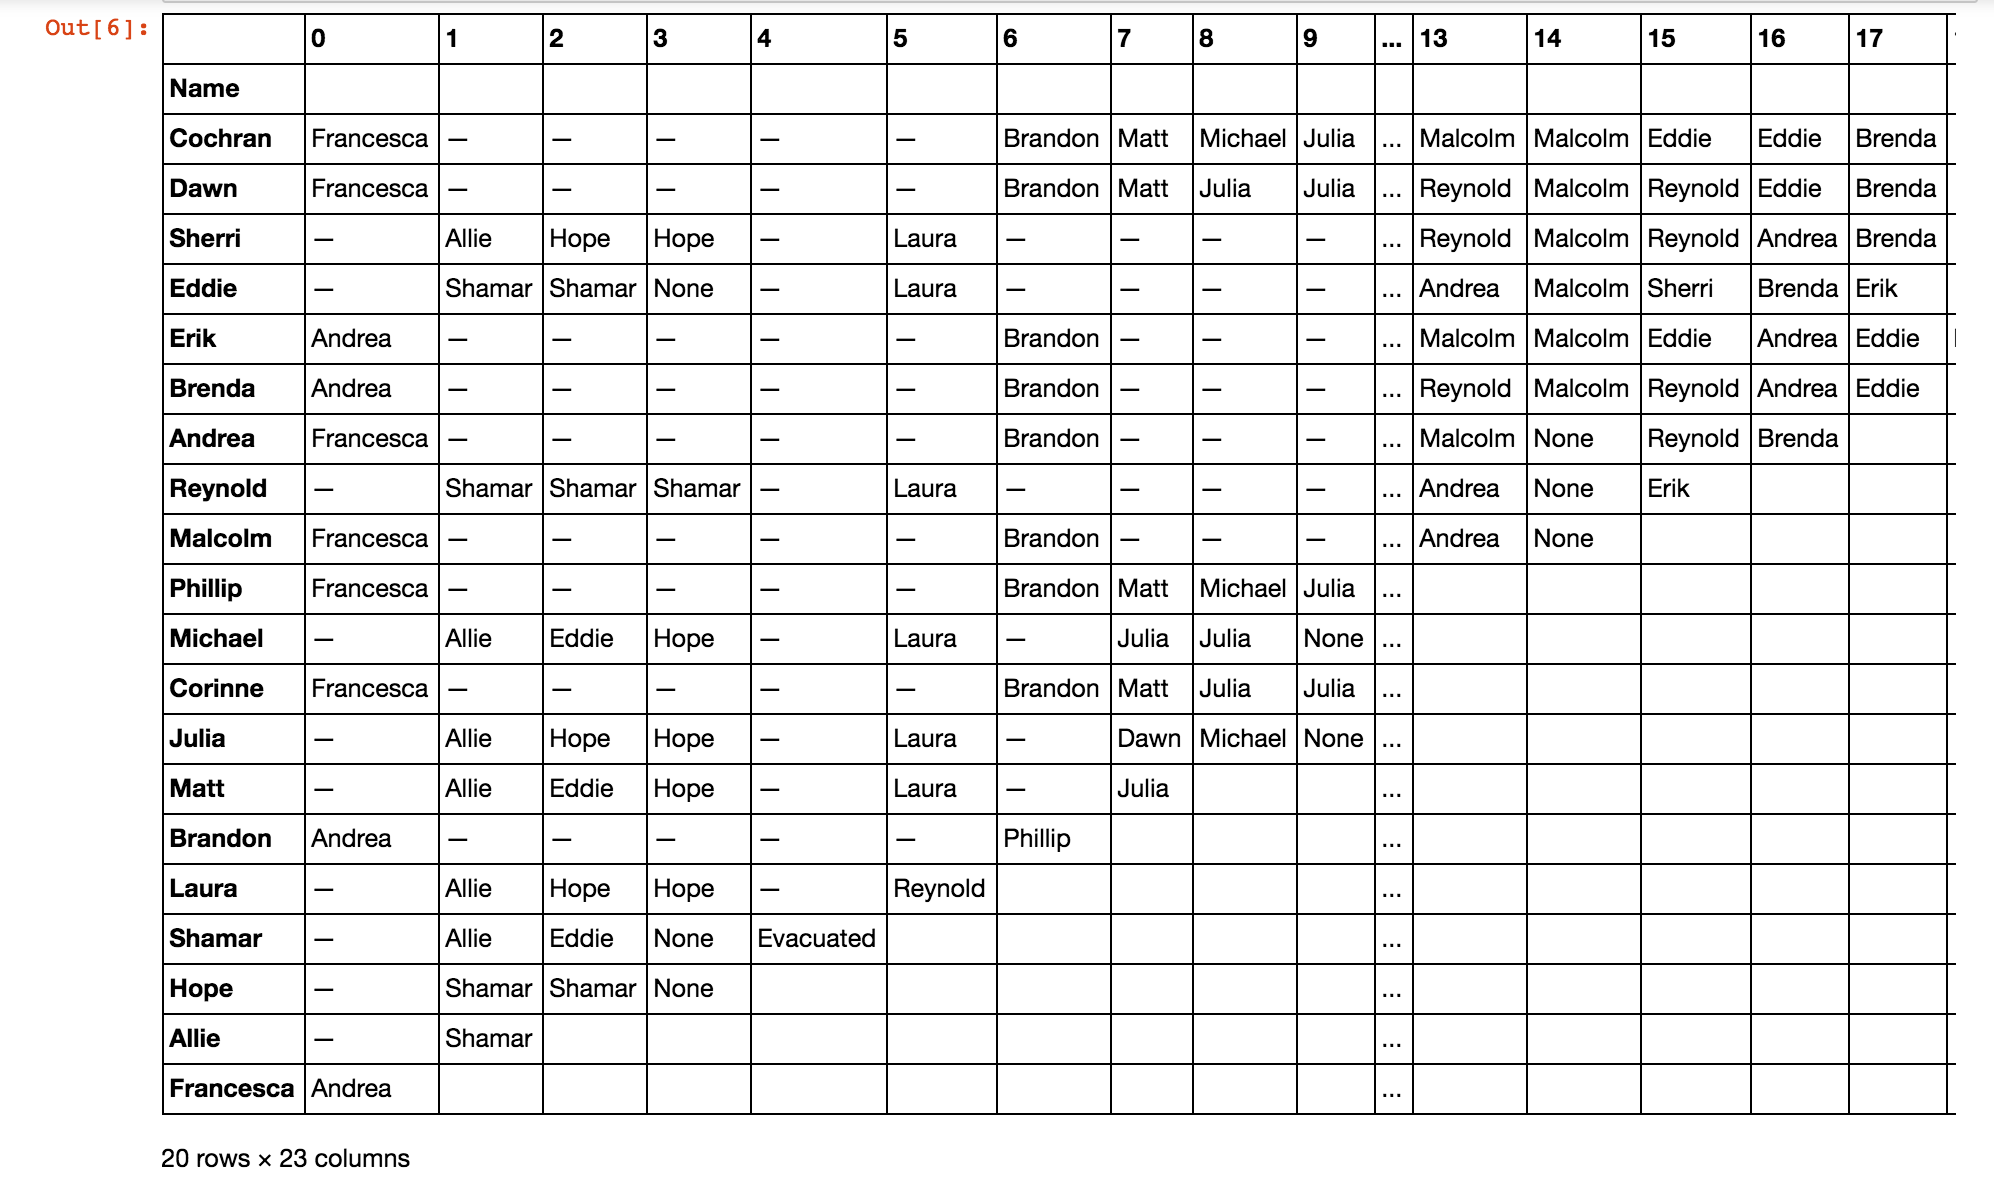 Out[6]:
0 1 2 3 4 5 6 7 8 9 ... 13 14 15 16 17
Name
Cochran Francesca — — — — — Brandon Matt Michael Julia ... Malcolm Malcolm Eddie Eddie Brenda
Dawn Francesca — — — — — Brandon Matt Julia Julia ... Reynold Malcolm Reynold Eddie Brenda
Sherri — Allie Hope Hope — Laura — — — — ... Reynold Malcolm Reynold Andrea Brenda
Eddie — Shamar Shamar None — Laura — — — — ... Andrea Malcolm Sherri Brenda Erik
Erik Andrea — — — — — Brandon — — — ... Malcolm Malcolm Eddie Andrea Eddie
Brenda Andrea — — — — — Brandon — — — ... Reynold Malcolm Reynold Andrea Eddie
Andrea Francesca — — — — — Brandon — — — ... Malcolm None Reynold Brenda
Reynold — Shamar Shamar Shamar — Laura — — — — ... Andrea None Erik
Malcolm Francesca — — — — — Brandon — — — ... Andrea None
Phillip Francesca — — — — — Brandon Matt Michael Julia ...
Michael — Allie Eddie Hope — Laura — Julia Julia None ...
Corinne Francesca — — — — — Brandon Matt Julia Julia ...
Julia — Allie Hope Hope — Laura — Dawn Michael None ...
Matt — Allie Eddie Hope — Laura — Julia ...
Brandon Andrea — — — — — Phillip ...
Laura — Allie Hope Hope — Reynold ...
Shamar — Allie Eddie None Evacuated ...
Hope — Shamar Shamar None ...
Allie — Shamar ...
Francesca Andrea ...
20 rows × 23 columns